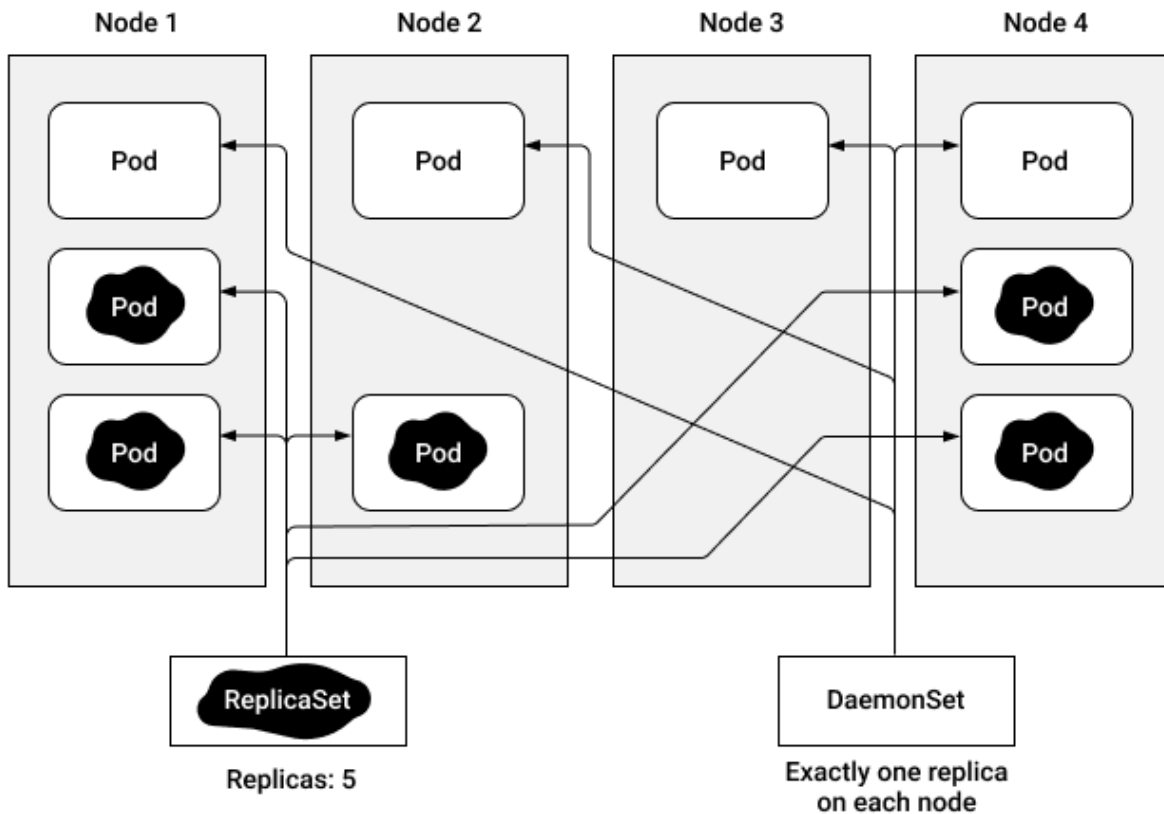 Node 1
Node 2
Node 3
Node 4
Pod
Pod
Pod
Pod
Pod
Pod
Pod
Pod
Pod
ReplicaSet
DaemonSet
Replicas: 5
Exactly one replica
on each node